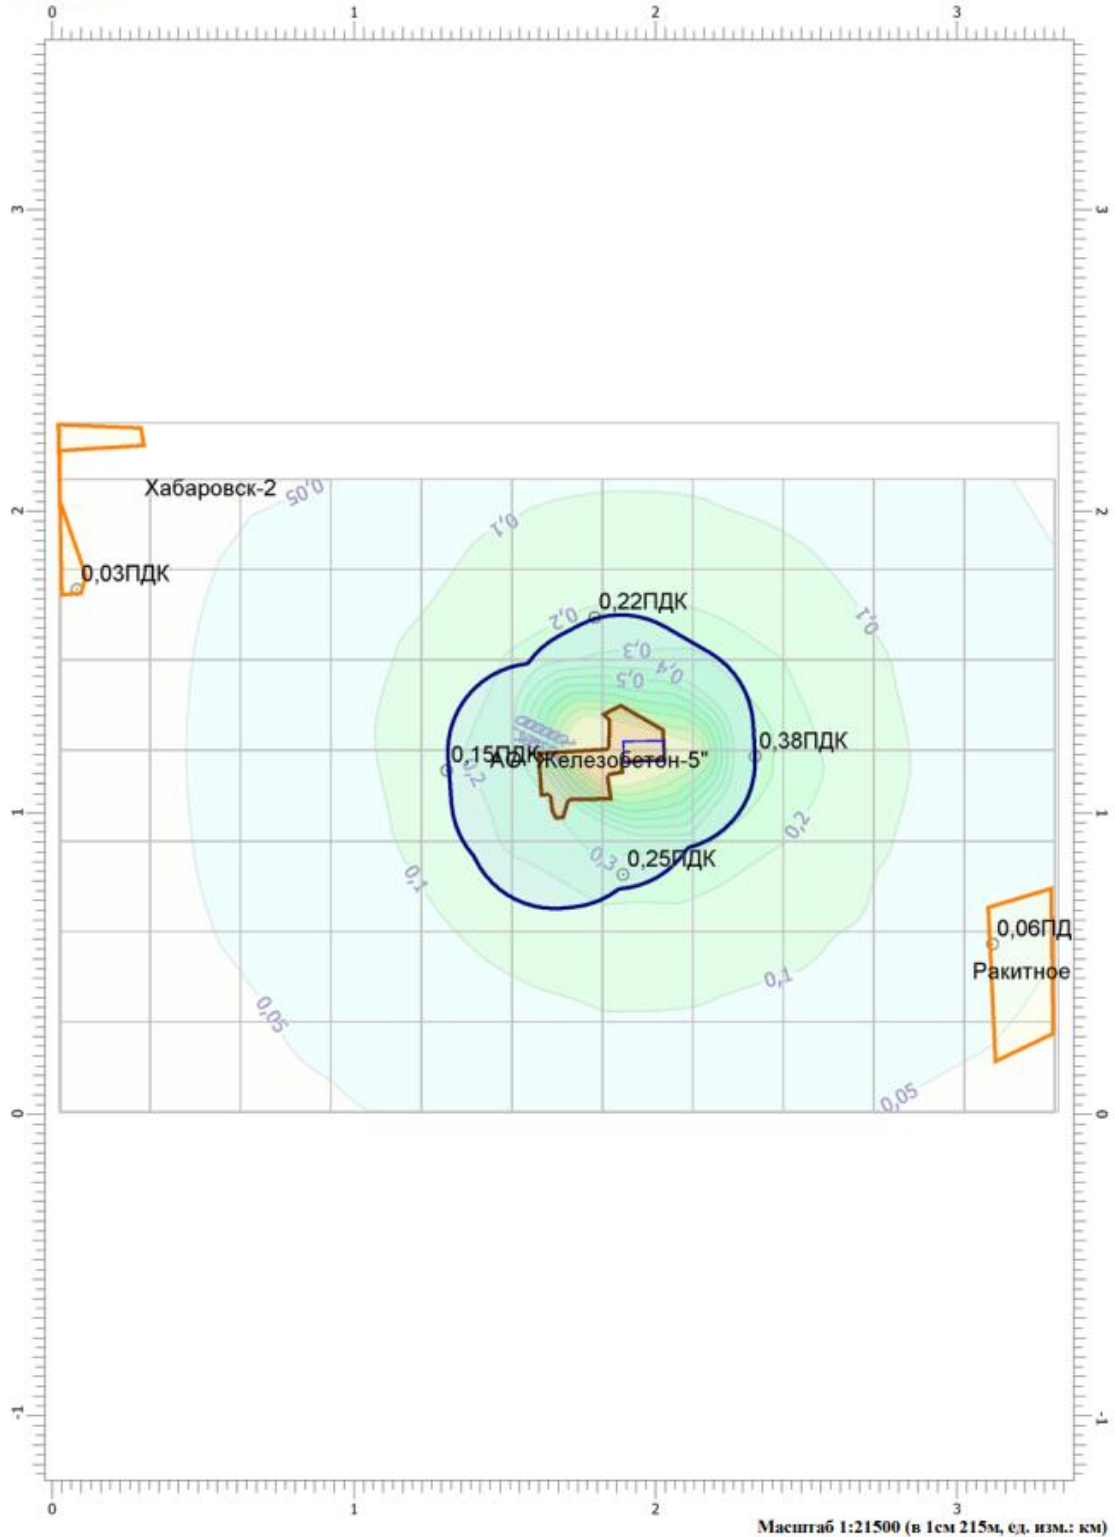 0 1 2 3
3 3
Хабаровск-2
0,05
2 2
0,1
0,03ПДК
0,22ПДК
0,2
0,1
0,3
0,4
0,5
0,38ПДК
0,15ПДК
АО "Железобетон-5"
0,2
1 1
0,2
0,3
0,25ПДК
0,1
0,06ПД
Ракитное
0,1
0,05
0,05
0 0
-1 -1
0 1 2 3
Масштаб 1:21500 (в 1см 215м, ед. изм.: км)